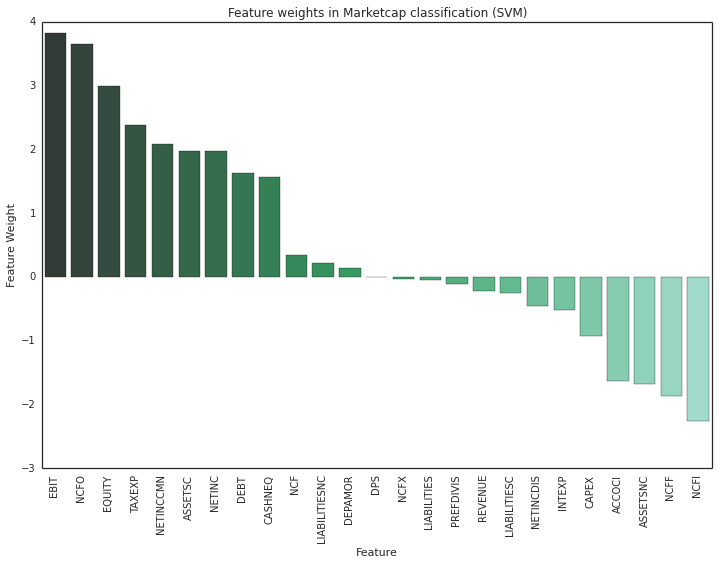 Feature weights in Marketcap classification (SVM)
4
3
2
1
0
−1
−2
−3
Feature Weight
EBIT
NCFO
EQUITY
TAXEXP
NETINCCMN
ASSETSC
NETINC
DEBT
CASHNEQ
NCF
LIABILITIESNC
DEPAMOR
DPS
NCFX
LIABILITIES
PREFDIVIS
REVENUE
LIABILITIESC
NETINCDIS
INTEXP
CAPEX
ACCOCI
ASSETSNC
NCFF
NCFI
Feature